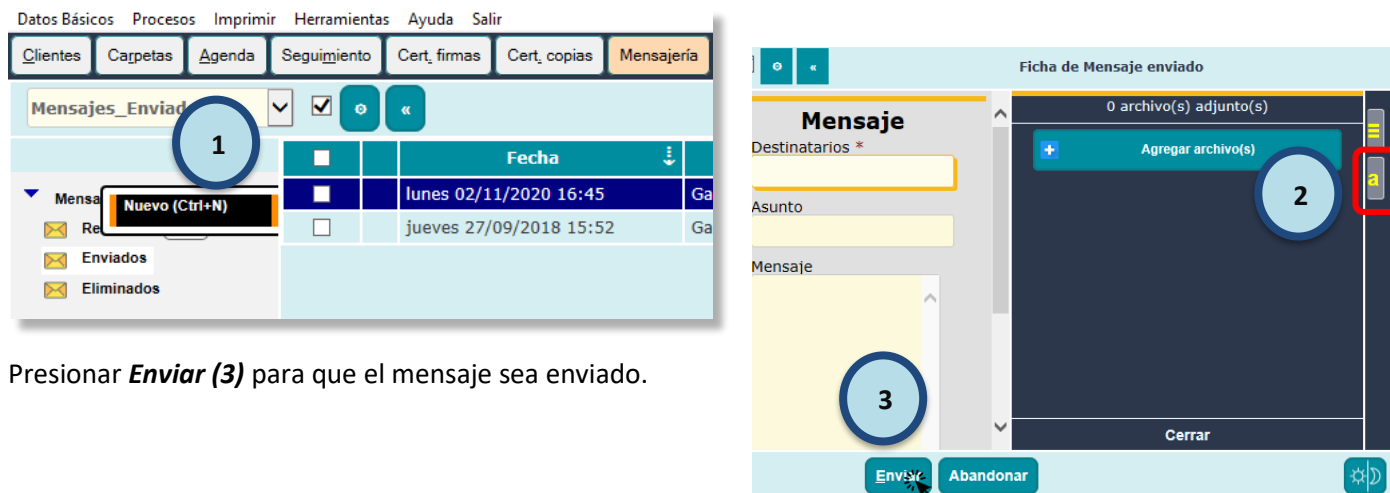 Datos Básicos Procesos Imprimir Herramientas Ayuda Salir
Clientes Carpetas Agenda Seguimiento Cert. firmas Cert. copias Mensajería
Mensajes_Enviad
1
Fecha
Mensa
Nuevo (Ctrl+N)
lunes 02/11/2020 16:45 Ga
Re
jueves 27/09/2018 15:52 Ga
Enviados
Eliminados
Presionar Enviar (3) para que el mensaje sea enviado.
Ficha de Mensaje enviado
Mensaje
Destinatarios *
Asunto
Mensaje
3
0 archivo(s) adjunto(s)
Agregar archivo(s)
2
a
Cerrar
Enviar Abandonar